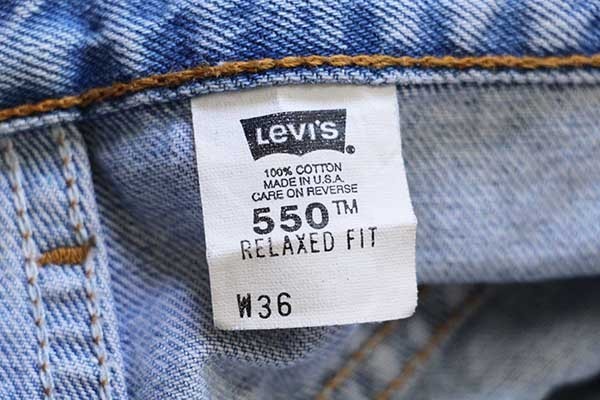 Levi's
100% COTTON
MADE IN U.S.A.
CARE ON REVERSE
550™
RELAXED FIT
W36